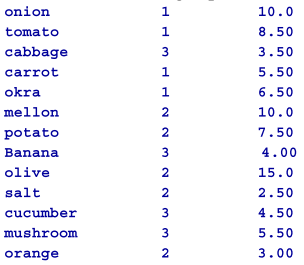 onion 1 10.0
tomato 1 8.50
cabbage 3 3.50
carrot 1 5.50
okra 1 6.50
mellon 2 10.0
potato 2 7.50
Banana 3 4.00
olive 2 15.0
salt 2 2.50
cucumber 3 4.50
mushroom 3 5.50
orange 2 3.00